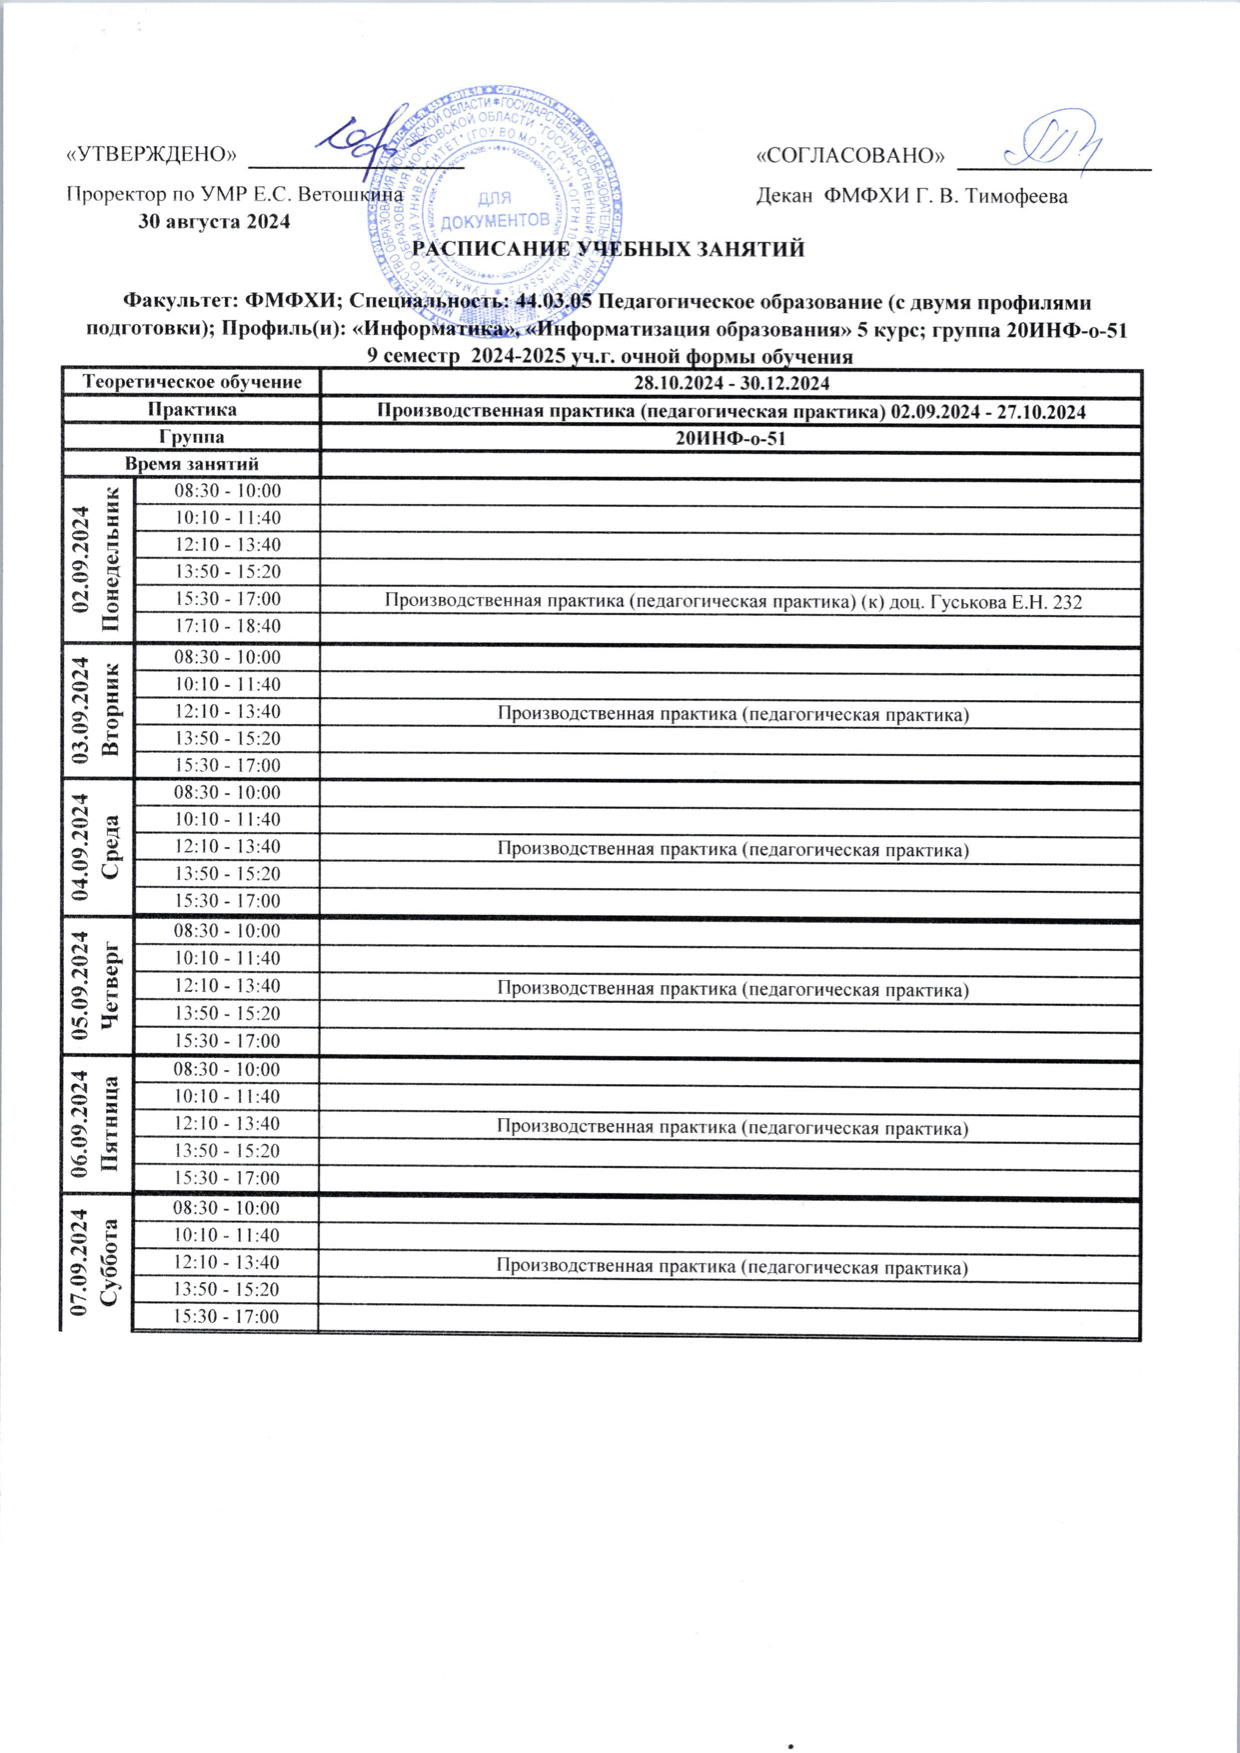 «УТВЕРЖДЕНО»
«СОГЛАСОВАНО»
Проректор по УМР Е.С. Ветошкина
Декан ФМФХИ Г. В. Тимофеева
30 августа 2024
ДЛЯ
ДОКУМЕНТОВ
РАСПИСАНИЕ УЧЕБНЫХ ЗАНЯТИЙ
Факультет: ФМФХИ; Специальность: 44.03.05 Педагогическое образование (с двумя профилями
подготовки); Профиль(и): «Информатика», «Информатизация образования» 5 курс; группа 20ИНФ-о-51
9 семестр 2024-2025 уч.г. очной формы обучения
Теоретическое обучение 28.10.2024 - 30.12.2024
Практика Производственная практика (педагогическая практика) 02.09.2024 - 27.10.2024
Группа 20ИНФ-о-51
Время занятий
02.09.2024
Понедельник
08:30 - 10:00
10:10 - 11:40
12:10 - 13:40
13:50 - 15:20
15:30 - 17:00 Производственная практика (педагогическая практика) (к) доц. Гуськова Е.Н. 232
17:10 - 18:40
03.09.2024
Вторник
08:30 - 10:00
10:10 - 11:40
12:10 - 13:40 Производственная практика (педагогическая практика)
13:50 - 15:20
15:30 - 17:00
04.09.2024
Среда
08:30 - 10:00
10:10 - 11:40
12:10 - 13:40 Производственная практика (педагогическая практика)
13:50 - 15:20
15:30 - 17:00
05.09.2024
Четверг
08:30 - 10:00
10:10 - 11:40
12:10 - 13:40 Производственная практика (педагогическая практика)
13:50 - 15:20
15:30 - 17:00
06.09.2024
Пятница
08:30 - 10:00
10:10 - 11:40
12:10 - 13:40 Производственная практика (педагогическая практика)
13:50 - 15:20
15:30 - 17:00
07.09.2024
Суббота
08:30 - 10:00
10:10 - 11:40
12:10 - 13:40 Производственная практика (педагогическая практика)
13:50 - 15:20
15:30 - 17:00